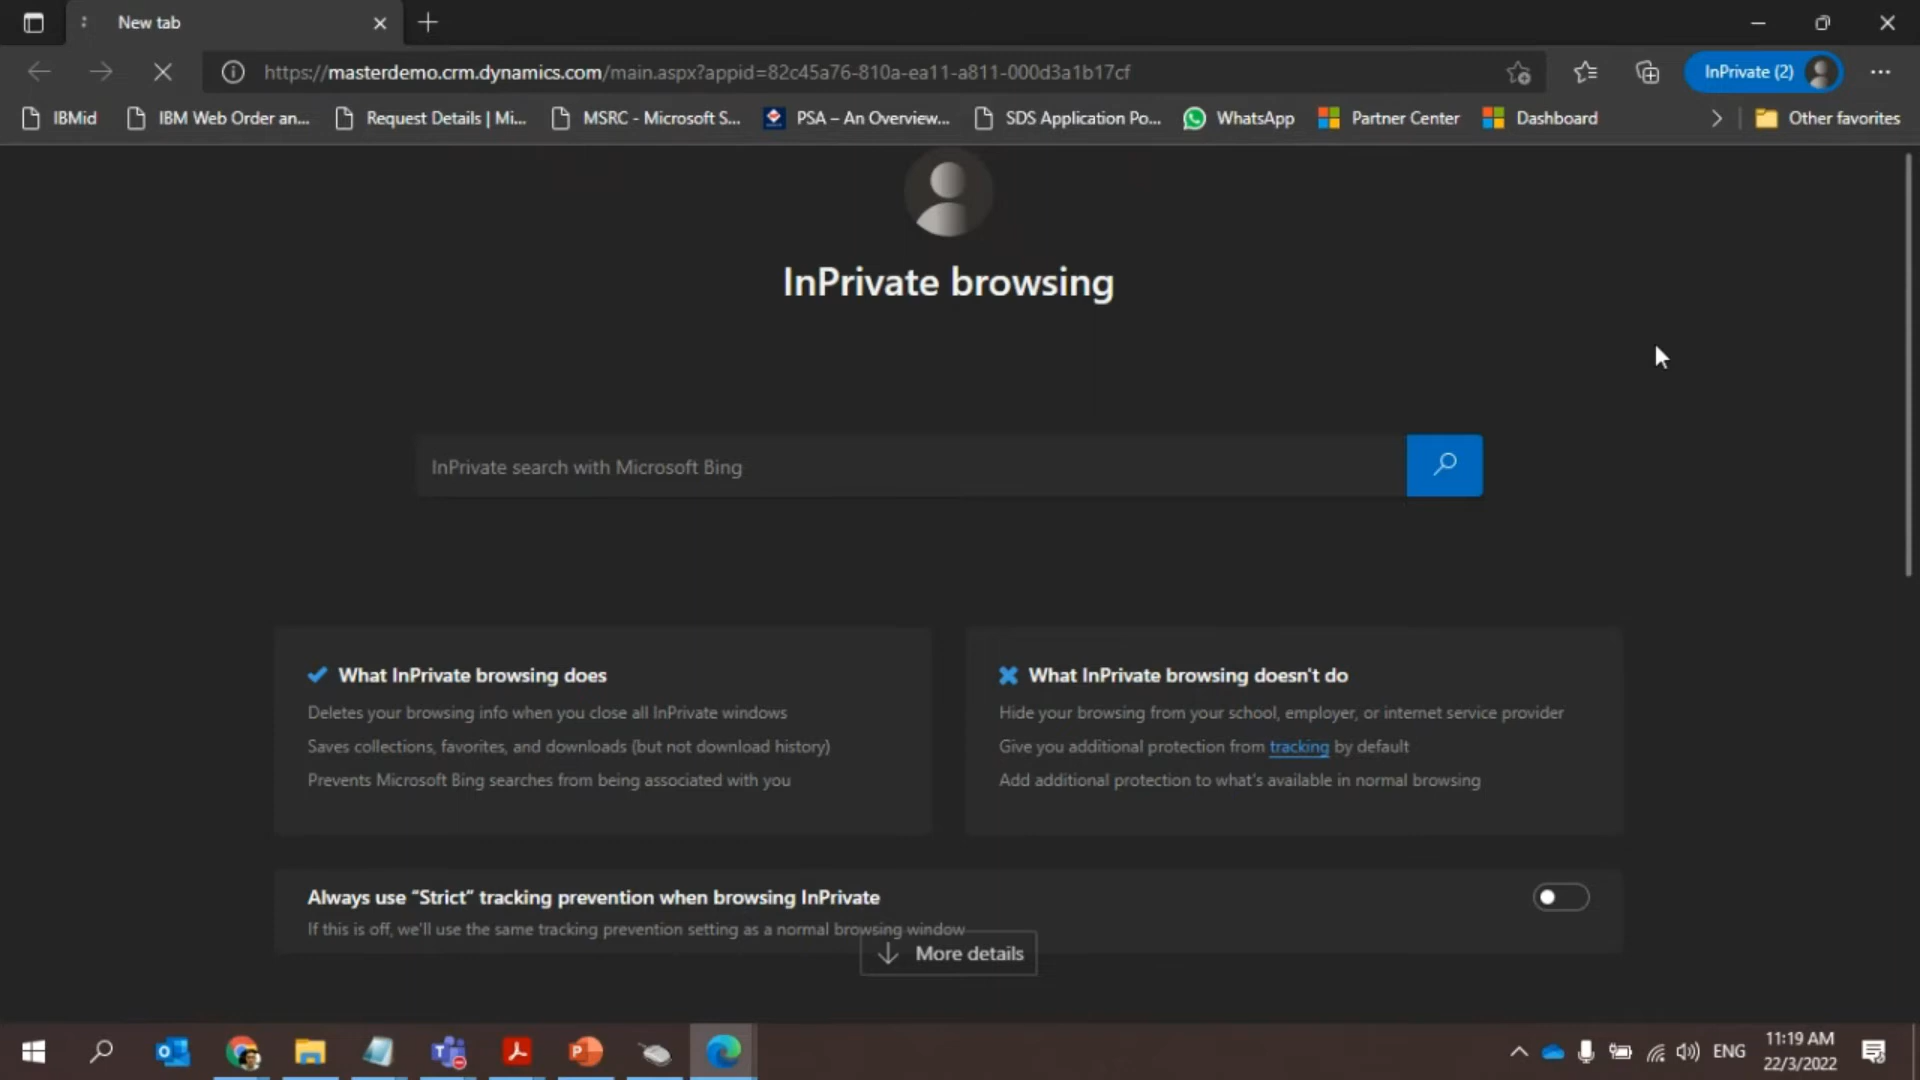 New tab
https://masterdemo.crm.dynamics.com/main.aspx?appid=82c45a76-810a-ea11-a811-000d3a1b17cf
InPrivate (2)
IBMid
IBM Web Order an...
Request Details | Mi...
MSRC - Microsoft S...
PSA – An Overview...
SDS Application Po...
WhatsApp
Partner Center
Dashboard
Other favorites
InPrivate browsing
InPrivate search with Microsoft Bing
What InPrivate browsing does
Deletes your browsing info when you close all InPrivate windows
Saves collections, favorites, and downloads (but not download history)
Prevents Microsoft Bing searches from being associated with you
What InPrivate browsing doesn't do
Hide your browsing from your school, employer, or internet service provider
Give you additional protection from tracking by default
Add additional protection to what's available in normal browsing
Always use “Strict” tracking prevention when browsing InPrivate
If this is off, we'll use the same tracking prevention setting as a normal browsing window
More details
ENG
11:19 AM
22/3/2022